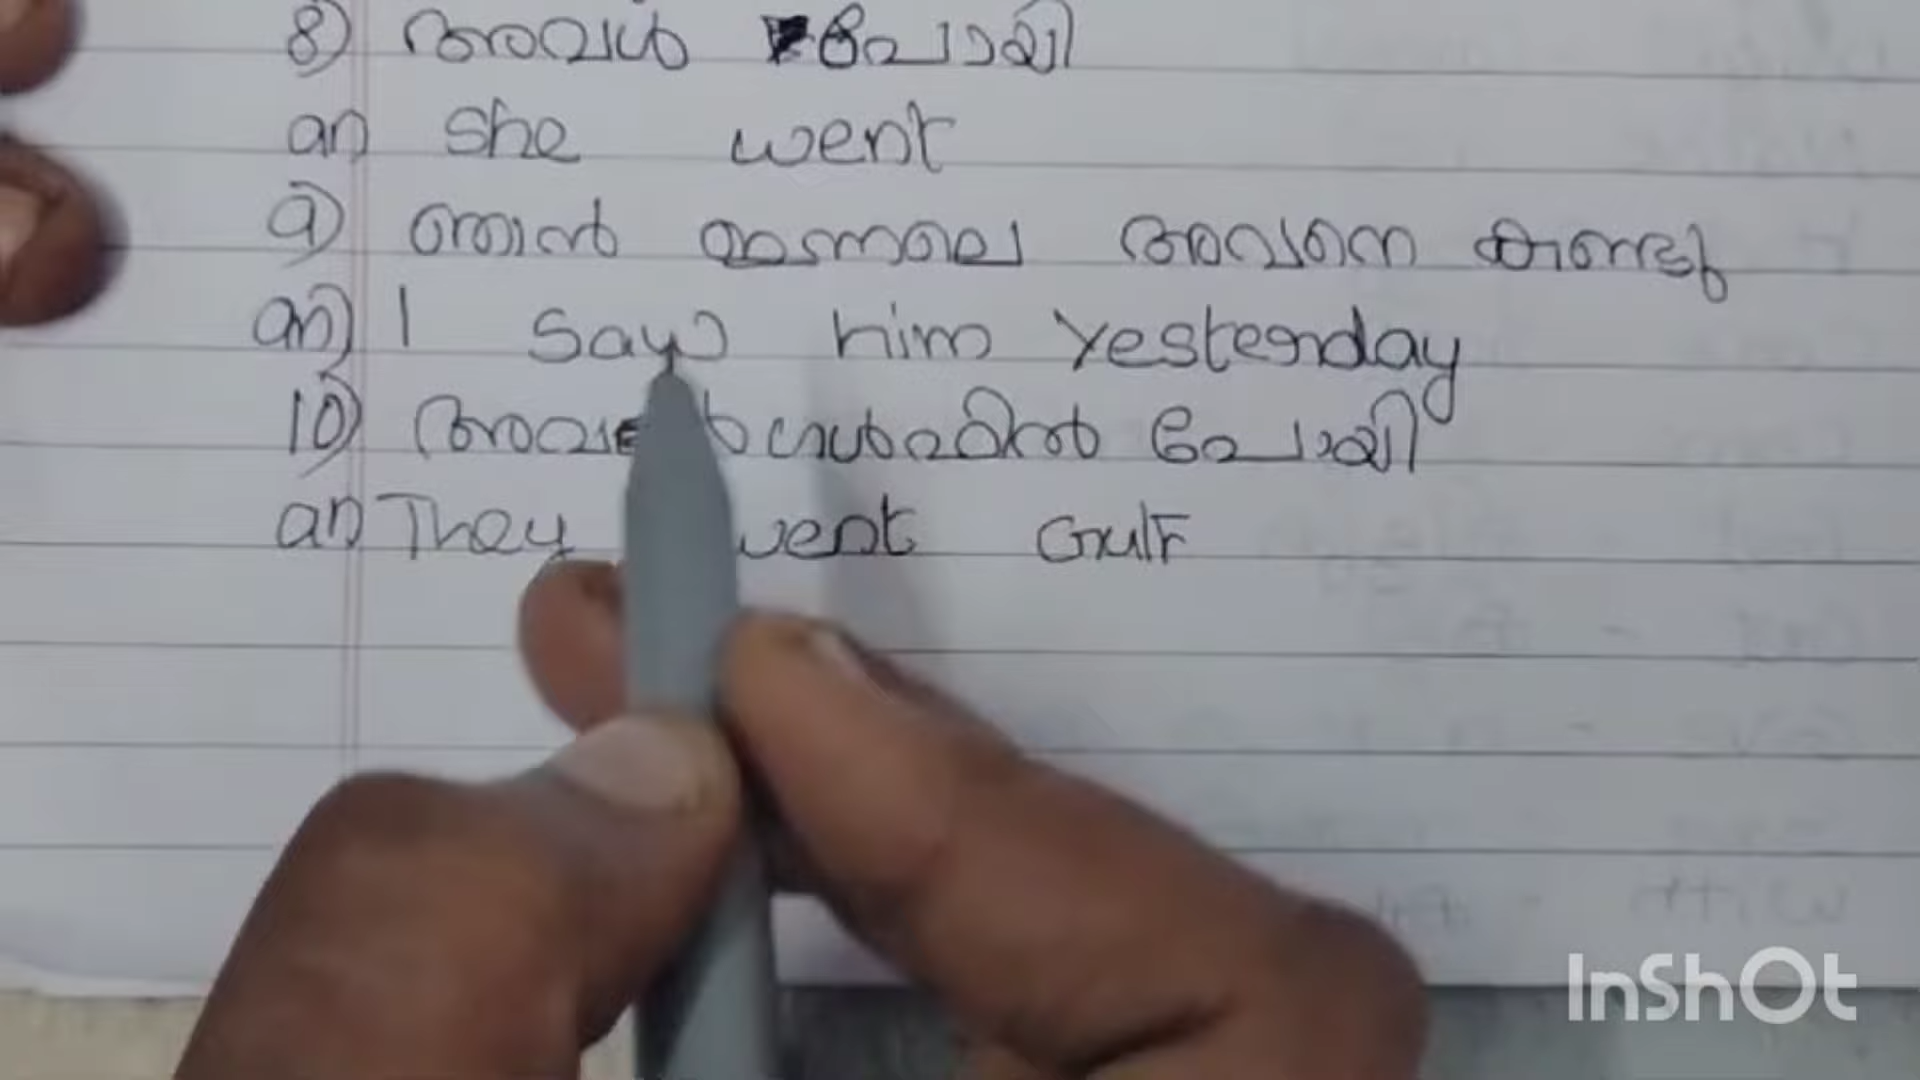 8) അവൾ പോയി
an) she went
9) ഞാൻ ഇന്നലെ അവനെ കണ്ടു
an) I saw him yesterday
10) ഗൾഫിൽ പോയി
an) They went Gulf
InShOt